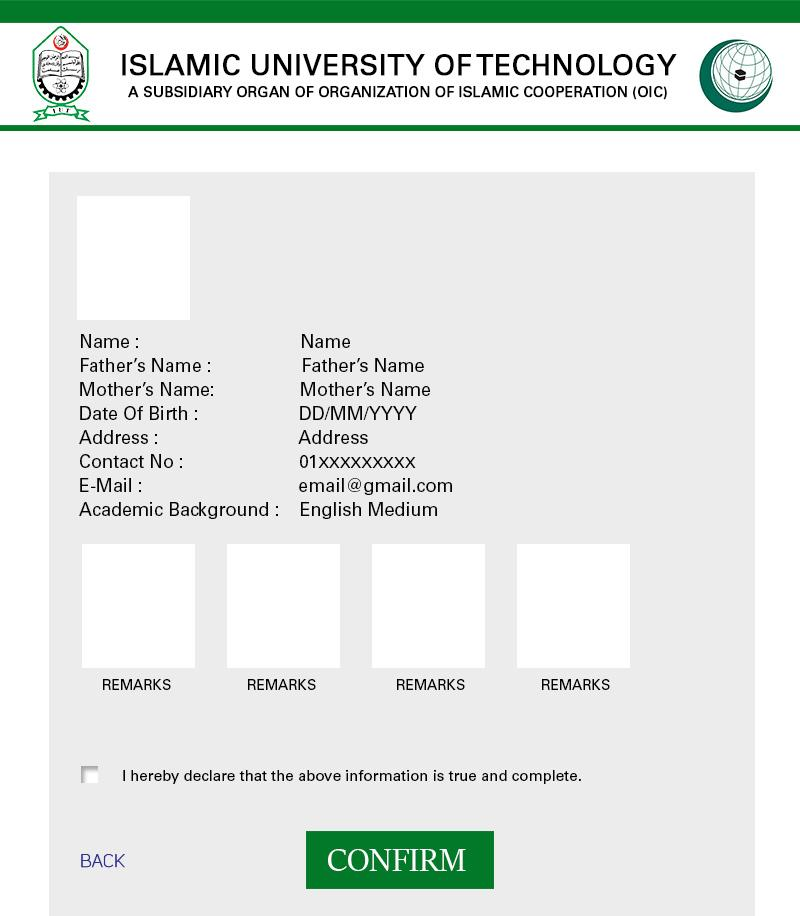 ISLAMIC UNIVERSITY OF TECHNOLOGY
A SUBSIDIARY ORGAN OF ORGANIZATION OF ISLAMIC COOPERATION (OIC)
IUT
Name : Name
Father’s Name : Father’s Name
Mother’s Name: Mother’s Name
Date Of Birth : DD/MM/YYYY
Address : Address
Contact No : 01XXXXXXXXX
E-Mail : email@gmail.com
Academic Background : English Medium
REMARKS REMARKS REMARKS REMARKS
I hereby declare that the above information is true and complete.
BACK CONFIRM